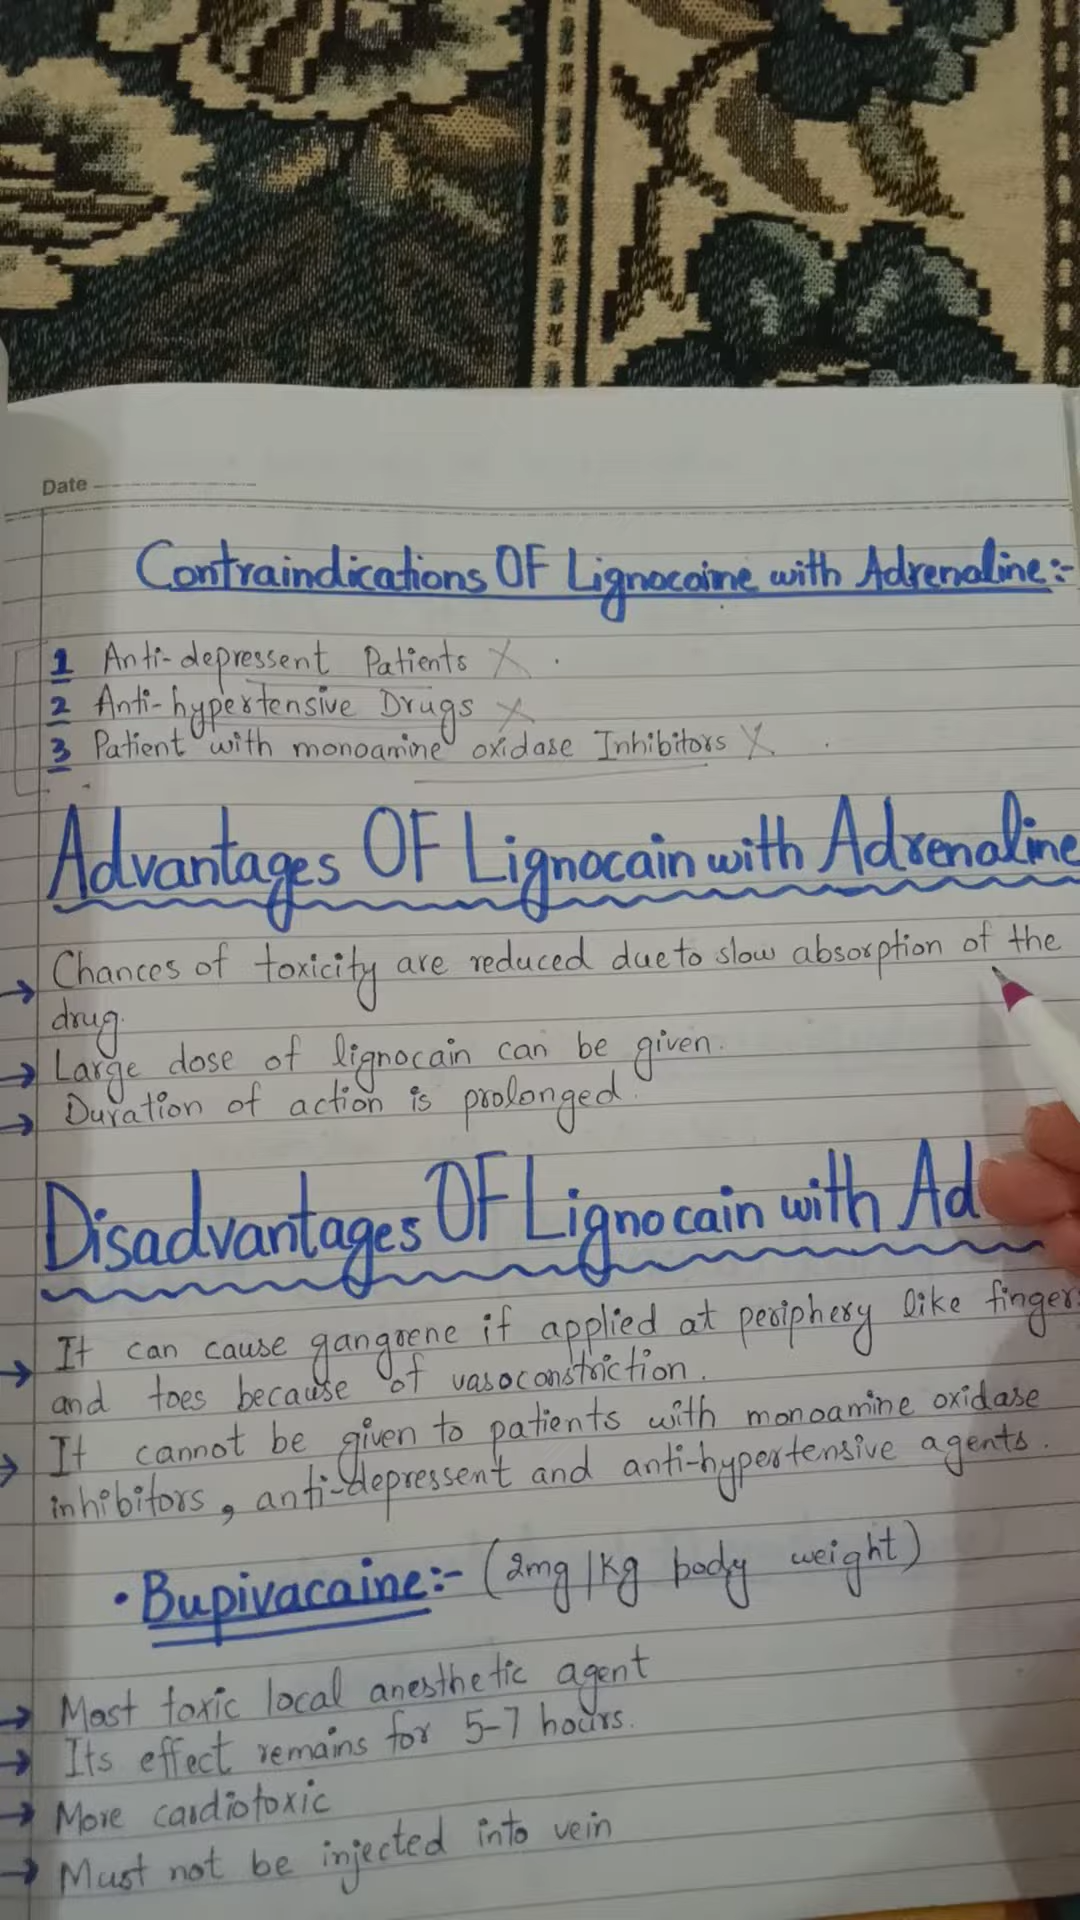 Date
Contraindications OF Lignocaine with Adrenaline:-
1 Anti-depressent Patients X
2 Anti-hypertensive Drugs X
3 Patient with monoamine oxidase Inhibitors X
Advantages OF Lignocain with Adrenaline
→ Chances of toxicity are reduced due to slow absorption of the
drug.
→ Large dose of lignocain can be given.
→ Duration of action is prolonged.
Disadvantages OF Lignocain with Ad
→ It can cause gangrene if applied at periphery like finger
and toes because of vasoconstriction.
→ It cannot be given to patients with monoamine oxidase
inhibitors, anti-depressent and anti-hypertensive agents.
• Bupivacaine:- (2mg/kg body weight)
→ Most toxic local anesthetic agent
→ Its effect remains for 5-7 hours.
→ More cardiotoxic
→ Must not be injected into vein